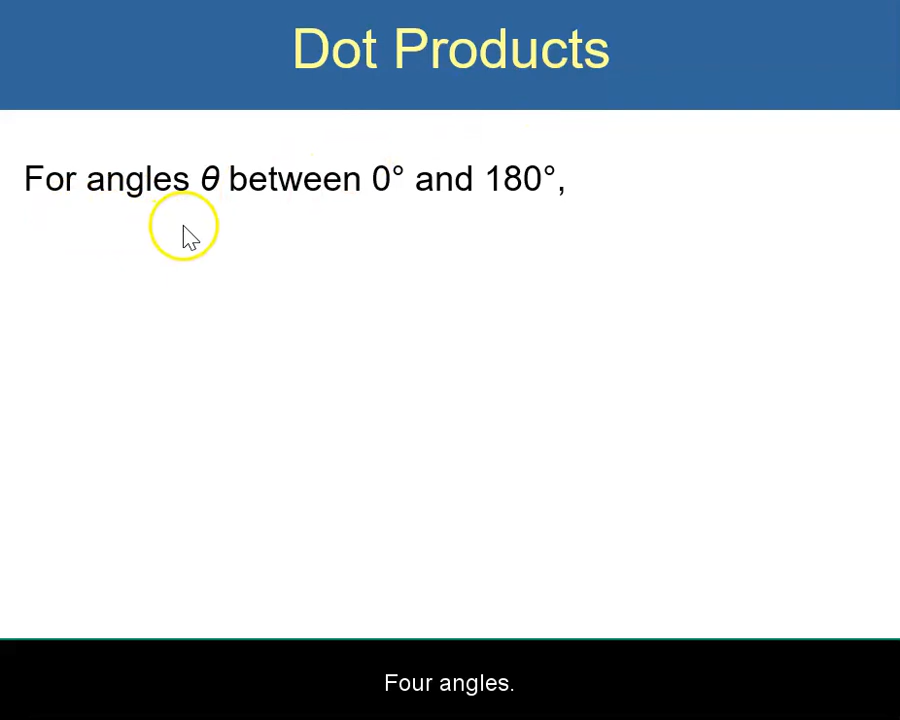 Dot Products
For angles θ between 0° and 180°,
Four angles.